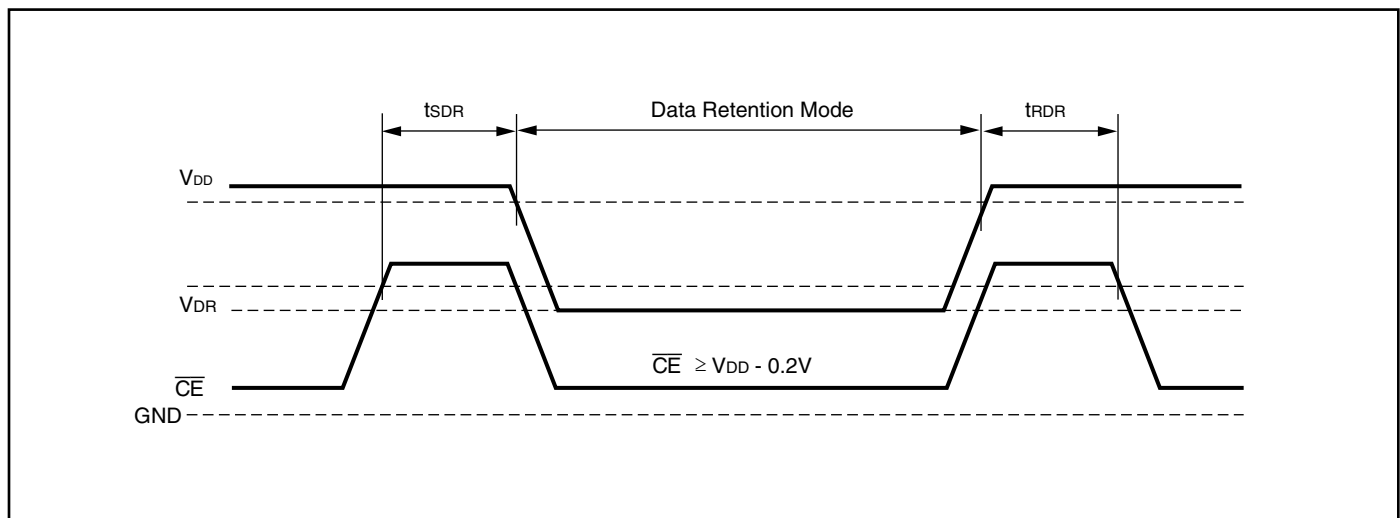 tSDR Data Retention Mode tRDR
VDD
VDR
CE ≥ VDD - 0.2V
CE
GND